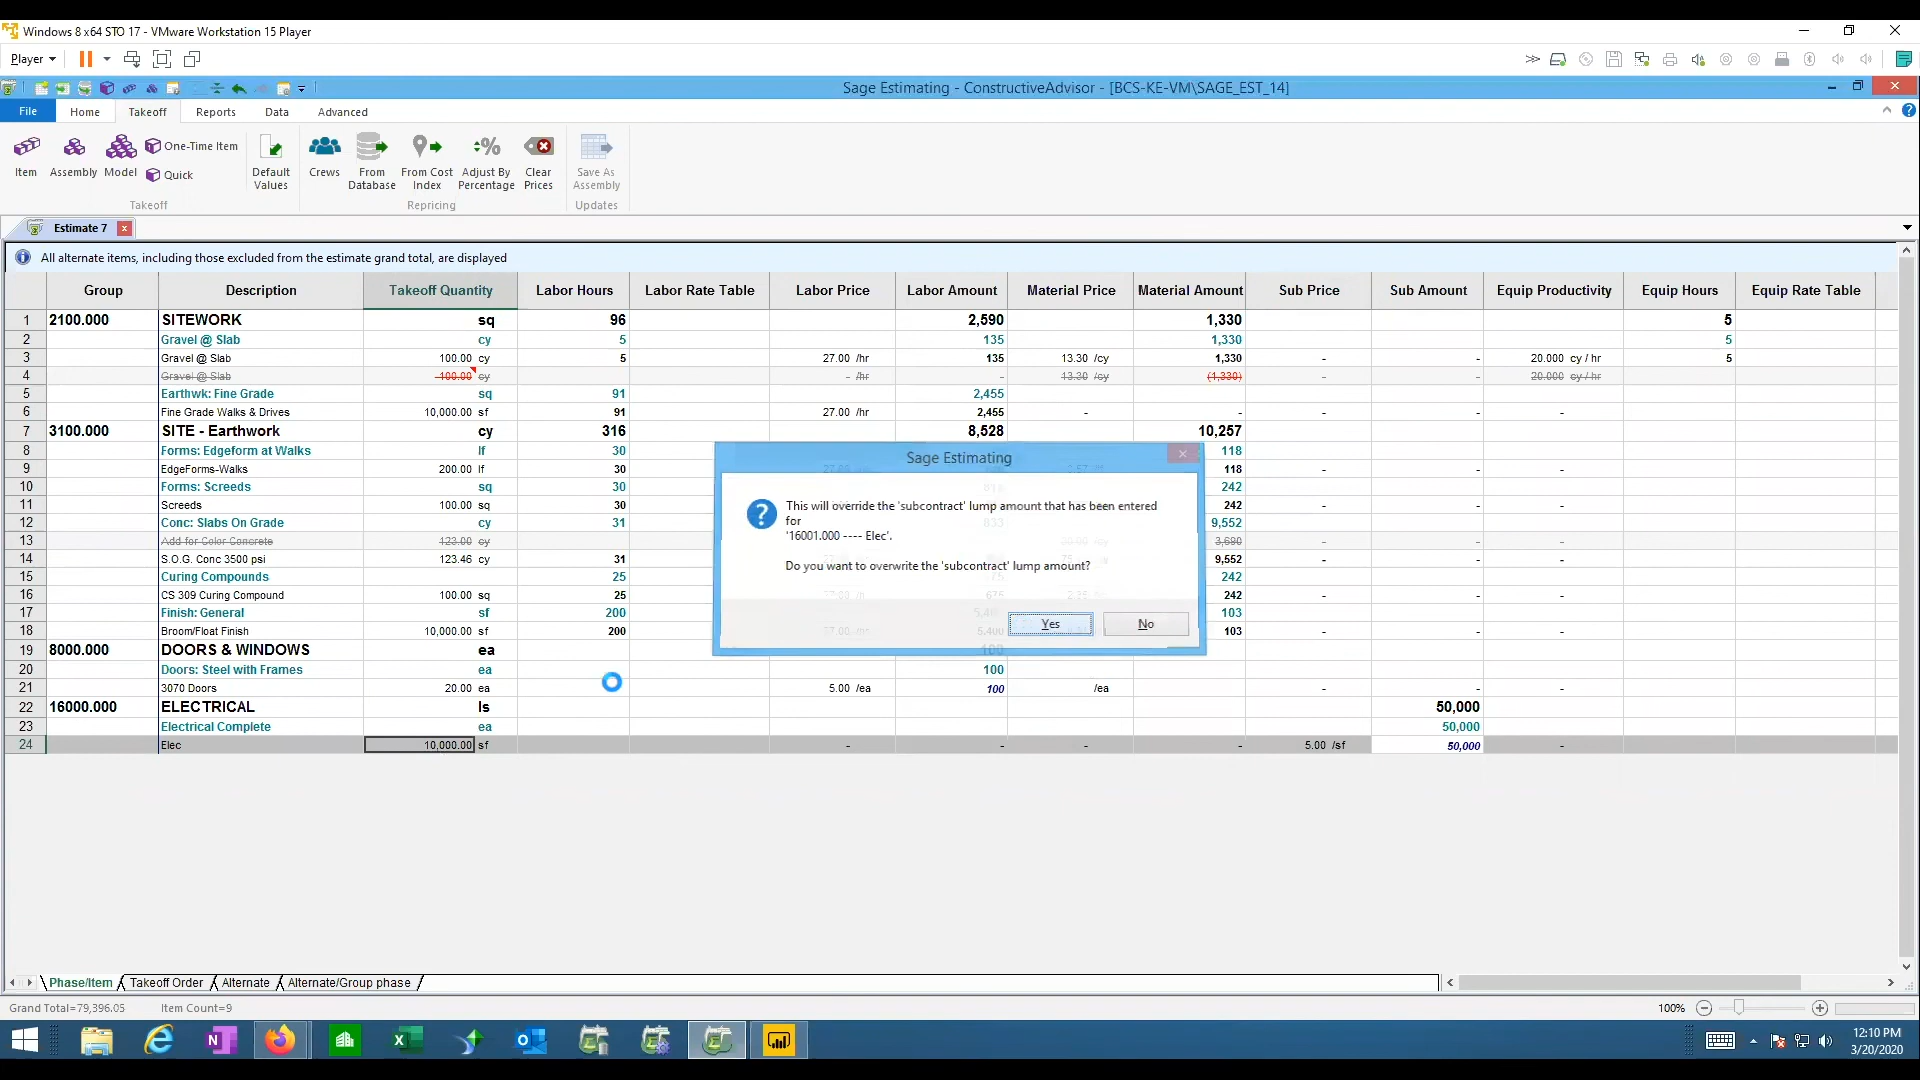 Windows 8 x64 STO 17 - VMware Workstation 15 Player
Player
Sage Estimating - ConstructiveAdvisor - [BCS-KE-VM\SAGE_EST_14]
File Home Takeoff Reports Data Advanced
Item Assembly Model One-Time Item Quick Default Values Crews From Database From Cost Index Adjust By Percentage Clear Prices Save As Assembly
Takeoff Repricing Updates
Estimate 7
All alternate items, including those excluded from the estimate grand total, are displayed
Group Description Takeoff Quantity Labor Hours Labor Rate Table Labor Price Labor Amount Material Price Material Amount Sub Price Sub Amount Equip Productivity Equip Hours Equip Rate Table
1 2100.000 SITEWORK sq 96 2,590 1,330 5
2 Gravel @ Slab cy 5 135 1,330 5
3 Gravel @ Slab 100.00 cy 5 27.00 /hr 135 13.30 /cy 1,330 - - 20.000 cy / hr 5
4 Gravel @ Slab -100.00 cy - /hr - 13.30 /cy (1,330) - - 20.000 cy / hr
5 Earthwk: Fine Grade sq 91 2,455
6 Fine Grade Walks & Drives 10,000.00 sf 91 27.00 /hr 2,455 - - - - -
7 3100.000 SITE - Earthwork cy 316 8,528 10,257
8 Forms: Edgeform at Walks lf 30 118
9 EdgeForms-Walks 200.00 lf 30 118 - - -
10 Forms: Screeds sq 30 242
11 Screeds 100.00 sq 30 242 - - -
12 Conc: Slabs On Grade cy 31 833 9,552
13 Add for Color Concrete 123.00 cy 3,690 - - -
14 S.O.G. Conc 3500 psi 123.46 cy 31 9,552 - - -
15 Curing Compounds sq 25 242
16 CS 309 Curing Compound 100.00 sq 25 675 242 - - -
17 Finish: General sf 200 103
18 Broom/Float Finish 10,000.00 sf 200 5,400 103 - - -
19 8000.000 DOORS & WINDOWS ea 100
20 Doors: Steel with Frames ea 100
21 3070 Doors 20.00 ea 5.00 /ea 100 /ea - - -
22 16000.000 ELECTRICAL ls 50,000
23 Electrical Complete ea 50,000
24 Elec 10,000.00 sf - - - - 5.00 /sf 50,000 -
Sage Estimating
This will override the 'subcontract' lump amount that has been entered
for
'16001.000 ---- Elec'.
Do you want to overwrite the 'subcontract' lump amount?
Yes No
Phase/Item Takeoff Order Alternate Alternate/Group phase
Grand Total=79,396.05 Item Count=9 100%
12:10 PM
3/20/2020